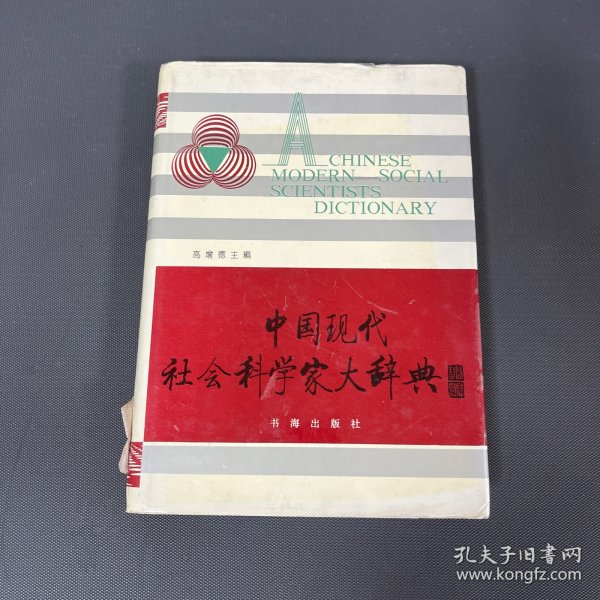 A CHINESE
MODERN SOCIAL
SCIENTISTS
DICTIONARY
高增德主编
中国现代
社会科学家大辞典
书海出版社
孔夫子旧书网
www.kongfz.com